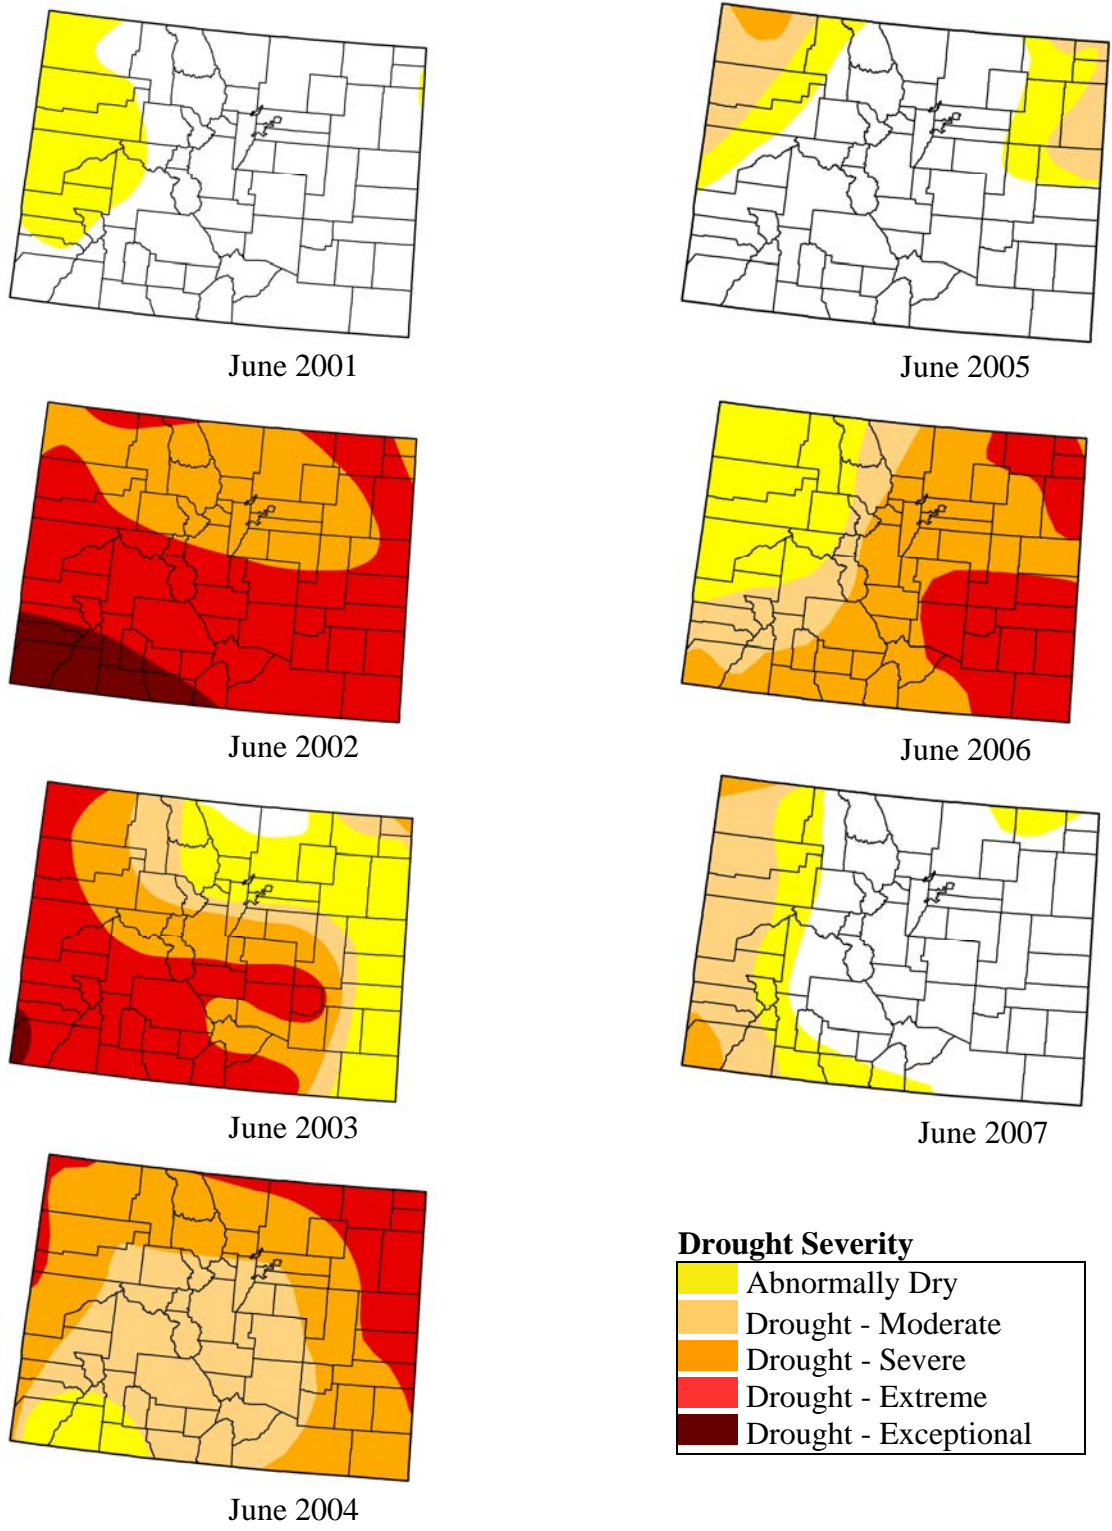 June 2001
June 2005
June 2002
June 2006
June 2003
June 2007
June 2004
Drought Severity
Abnormally Dry
Drought - Moderate
Drought - Severe
Drought - Extreme
Drought - Exceptional